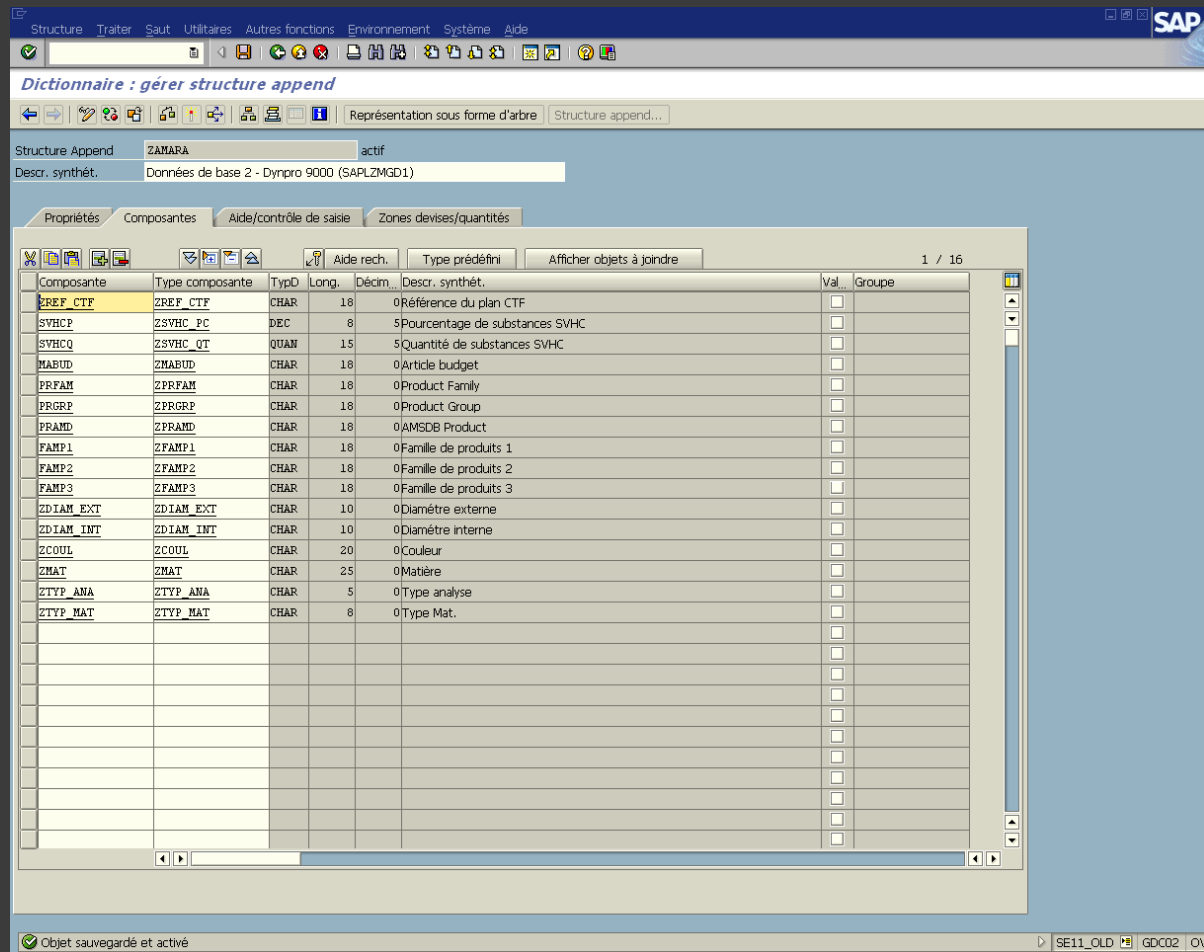 Structure Traiter Saut Utilitaires Autres fonctions Environnement Système Aide
SAP
Dictionnaire : gérer structure append
Représentation sous forme d'arbre Structure append...
Structure Append ZAMARA actif
Descr. synthét. Données de base 2 - Dynpro 9000 (SAPLZMGD1)
Propriétés Composantes Aide/contrôle de saisie Zones devises/quantités
Aide rech. Type prédéfini Afficher objets à joindre 1 / 16
Composante Type composante TypD Long. Décim... Descr. synthét. Val... Groupe
ZREF_CTF ZREF_CTF CHAR 18 0 Référence du plan CTF
SVHCP ZSVHC_PC DEC 8 5 Pourcentage de substances SVHC
SVHCQ ZSVHC_QT QUAN 15 5 Quantité de substances SVHC
MABUD ZMABUD CHAR 18 0 Article budget
PRFAM ZPRFAM CHAR 18 0 Product Family
PRGRP ZPRGRP CHAR 18 0 Product Group
PRAMD ZPRAMD CHAR 18 0 AMSDB Product
FAMP1 ZFAMP1 CHAR 18 0 Famille de produits 1
FAMP2 ZFAMP2 CHAR 18 0 Famille de produits 2
FAMP3 ZFAMP3 CHAR 18 0 Famille de produits 3
ZDIAM_EXT ZDIAM_EXT CHAR 10 0 Diamétre externe
ZDIAM_INT ZDIAM_INT CHAR 10 0 Diamétre interne
ZCOUL ZCOUL CHAR 20 0 Couleur
ZMAT ZMAT CHAR 25 0 Matière
ZTYP_ANA ZTYP_ANA CHAR 5 0 Type analyse
ZTYP_MAT ZTYP_MAT CHAR 8 0 Type Mat.
Objet sauvegardé et activé SE11_OLD GDC02